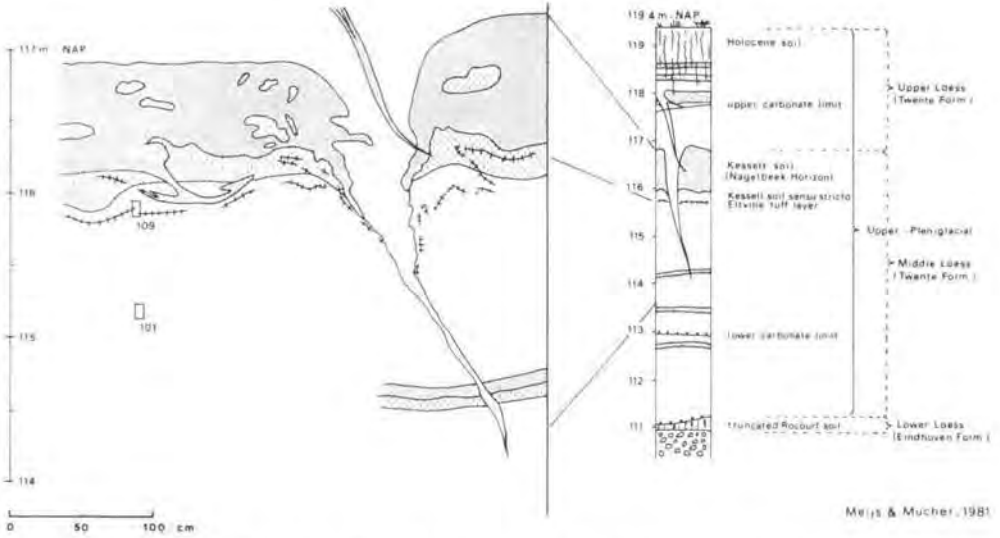 117 m. NAP
116
115
114
109
101
0 50 100 cm
119.4 m. NAP
119
118
117
116
115
114
113
112
111
Holocene soil
upper carbonate limit
Kesselt soil
(Nagelbeek Horizon)
Kesselt soil sensu stricto
Eltville tuff layer
lower carbonate limit
truncated Rocourt soil
Upper Loess
(Twente Form.)
Upper - Pleniglacial
Middle Loess
(Twente Form.)
Lower Loess
(Eindhoven Form.)
Meijs & Mücher, 1981